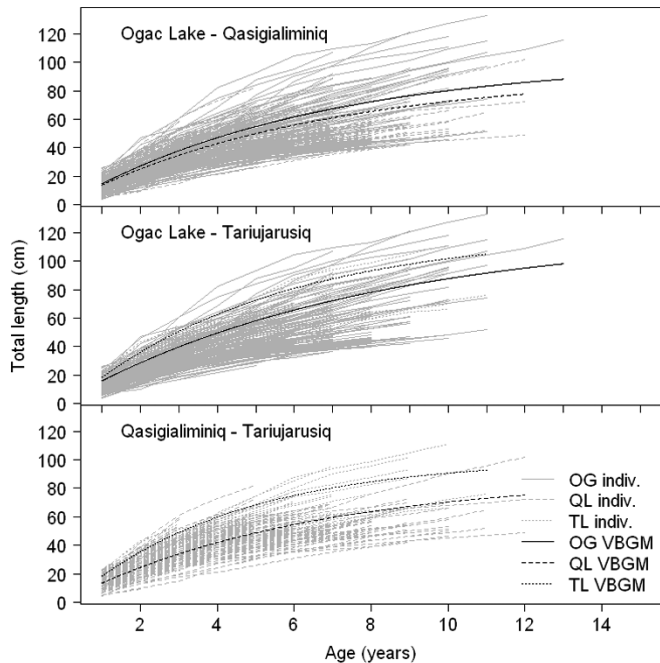 Ogac Lake - Qasigialiminiq
120
100
80
60
40
20
0
Ogac Lake - Tariujarusiq
120
100
80
60
40
20
0
Total length (cm)
Qasigialiminiq - Tariujarusiq
120
100
80
60
40
20
0
OG indiv.
QL indiv.
TL indiv.
OG VBGM
QL VBGM
TL VBGM
2 4 6 8 10 12 14
Age (years)